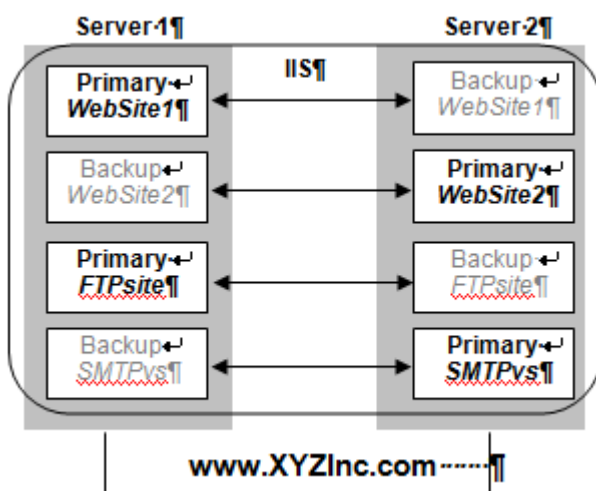 Server·1¶
Server·2¶
IIS¶
Primary·↵
WebSite1¶
Backup·↵
WebSite1¶
Backup↵
WebSite2¶
Primary·↵
WebSite2¶
Primary·↵
FTPsite¶
Backup·↵
FTPsite¶
Backup·↵
SMTPvs¶
Primary·↵
SMTPvs¶
www.XYZInc.com·······¶